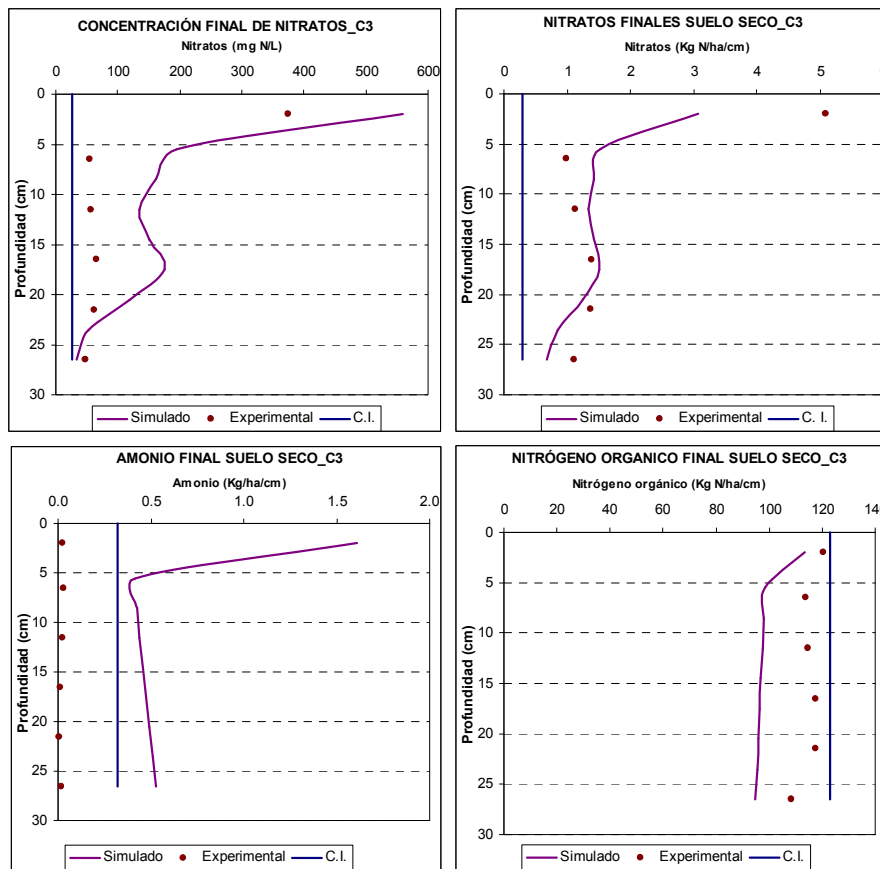 CONCENTRACIÓN FINAL DE NITRATOS_C3
Nitratos (mg N/L)
0 100 200 300 400 500 600
0
5
10
15
20
25
30
Profundidad (cm)
Simulado Experimental C.I.
NITRATOS FINALES SUELO SECO_C3
Nitratos (Kg N/ha/cm)
0 1 2 3 4 5 6
0
5
10
15
20
25
30
Profundidad (cm)
Simulado Experimental C. I.
AMONIO FINAL SUELO SECO_C3
Amonio (Kg/ha/cm)
0.0 0.5 1.0 1.5 2.0
0
5
10
15
20
25
30
Profundidad (cm)
Simulado Experimental C.I.
NITRÓGENO ORGANICO FINAL SUELO SECO_C3
Nitrógeno orgánico (Kg N/ha/cm)
0 20 40 60 80 100 120 140
0
5
10
15
20
25
30
Profundidad (cm)
Simulado Experimental C.I.